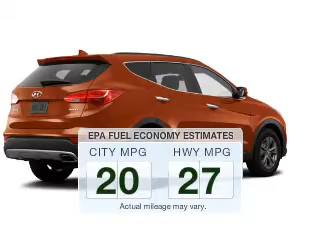 EPA FUEL ECONOMY ESTIMATES
CITY MPG HWY MPG
20 27
Actual mileage may vary.